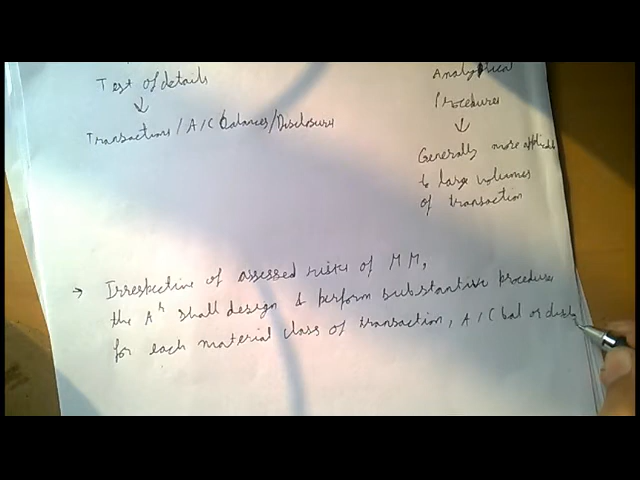 Test of details
↓
Transactions / A/C balances / Disclosures
Analytical
Procedures
↓
Generally more applicable
to large volumes
of transaction
→ Irrespective of assessed risks of MM,
the Aʳ shall design & perform substantive procedures
for each material class of transaction, A/C bal or disclo